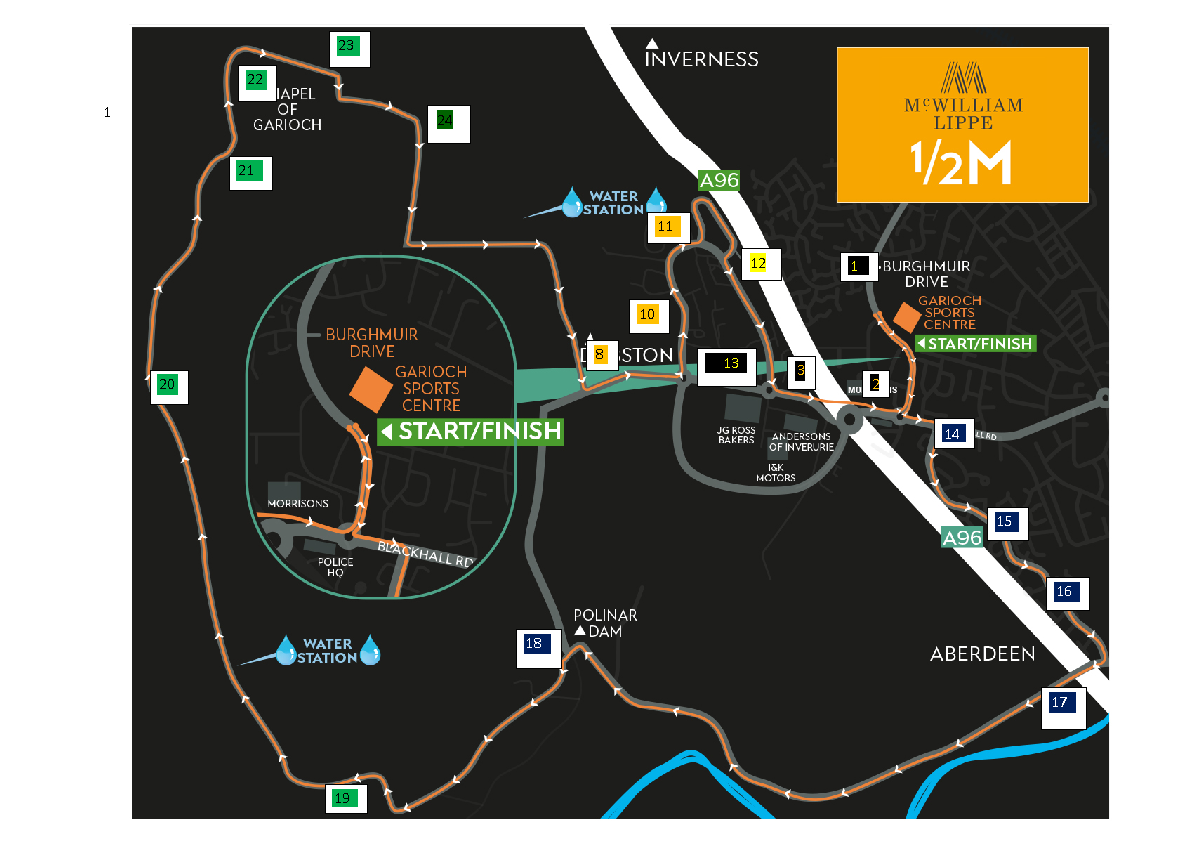 23
INVERNESS
22
HAPEL
OF
GARIOCH
MCWILLIAM
LIPPE
1/2M
1
24
21
A96
WATER
STATION
11
12
1
BURGHMUIR
DRIVE
GARIOCH
SPORTS
CENTRE
START/FINISH
10
BURGHMUIR
DRIVE
8
STON
13
3
2
20
GARIOCH
SPORTS
CENTRE
START/FINISH
JG ROSS
BAKERS
ANDERSONS
OF INVERURIE
R&K
MOTORS
14
LL RD
MORRISONS
15
A96
BLACKHALL RD
POLICE
HQ
16
POLINAR
DAM
18
WATER
STATION
ABERDEEN
17
19